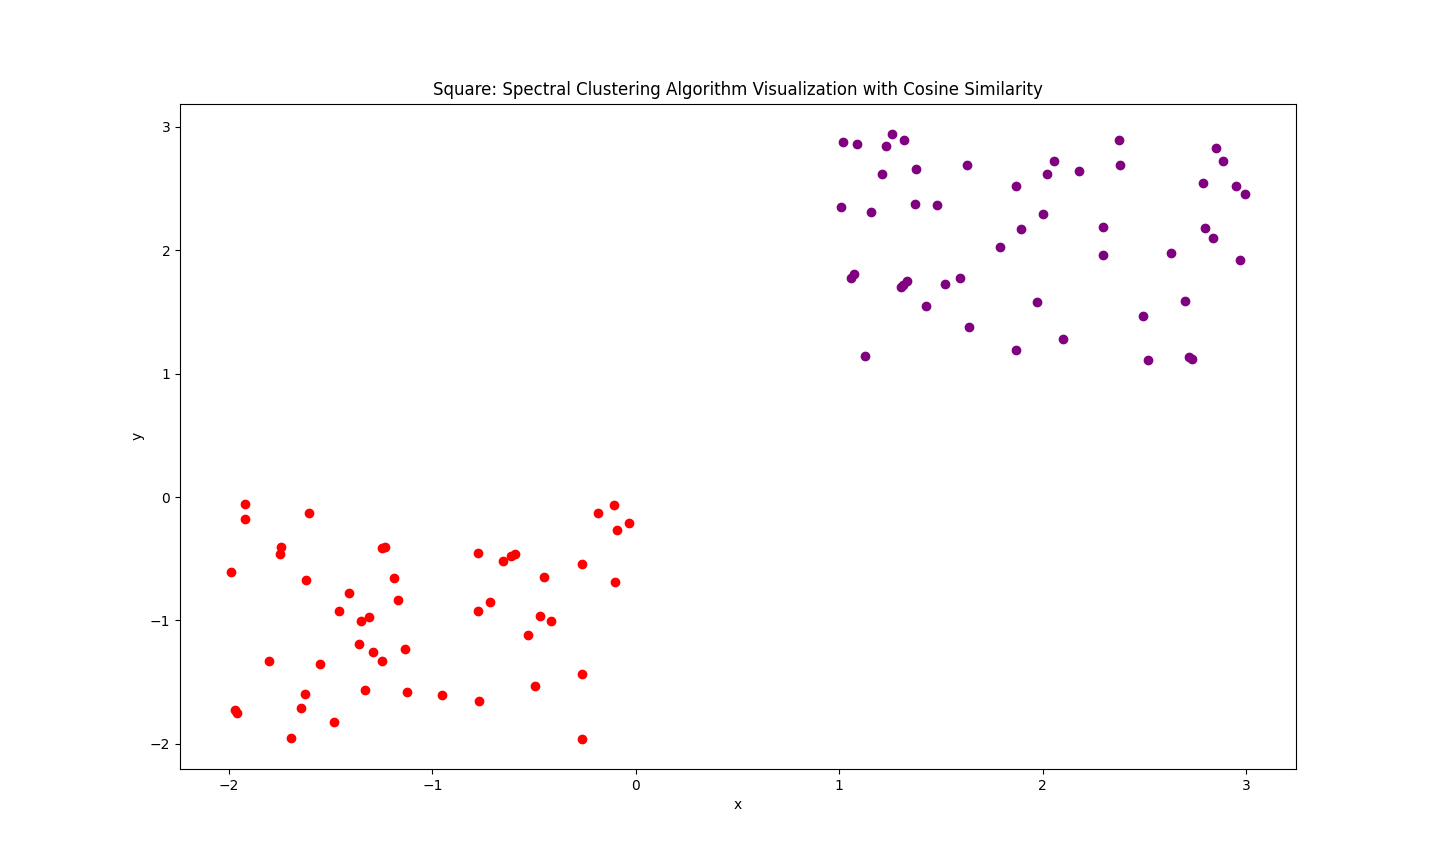 Square: Spectral Clustering Algorithm Visualization with Cosine Similarity
3
2
1
0
−1
−2
y
−2 −1 0 1 2 3
x